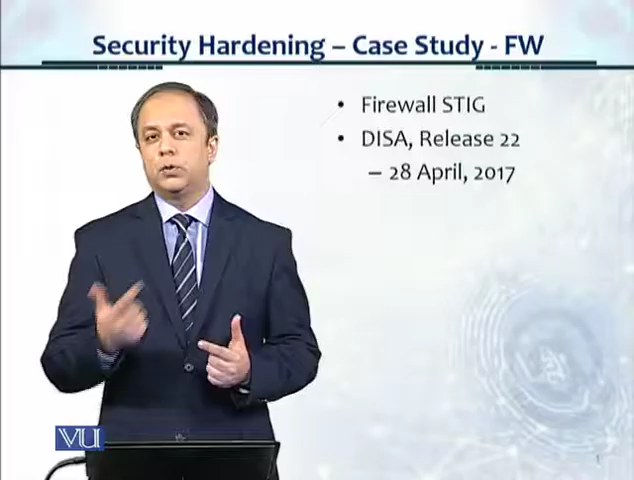 Security Hardening – Case Study - FW
• Firewall STIG
• DISA, Release 22
– 28 April, 2017
VU